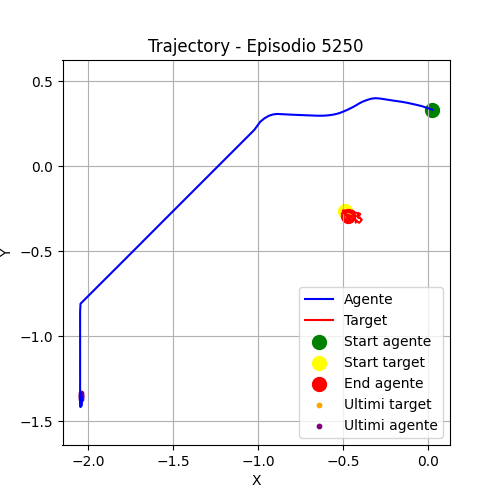 Trajectory - Episodio 5250
0.5
0.0
−0.5
−1.0
−1.5
Y
−2.0 −1.5 −1.0 −0.5 0.0
X
Agente
Target
Start agente
Start target
End agente
Ultimi target
Ultimi agente